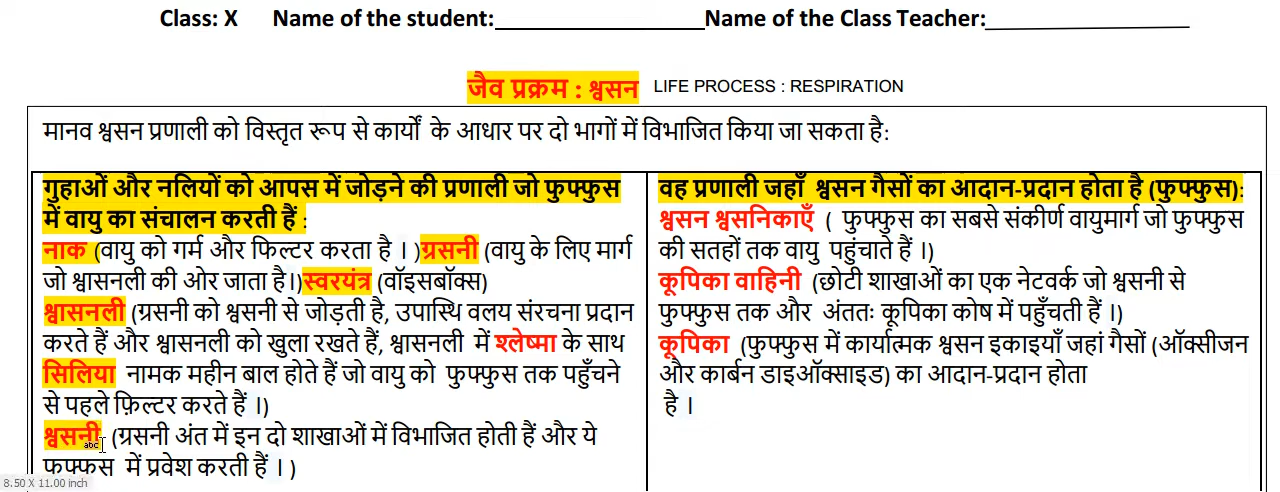 Class: X Name of the student: Name of the Class Teacher:
जैव प्रक्रम : श्वसन LIFE PROCESS : RESPIRATION
मानव श्वसन प्रणाली को विस्तृत रूप से कार्यों के आधार पर दो भागों में विभाजित किया जा सकता है:
गुहाओं और नलियों को आपस में जोड़ने की प्रणाली जो फुफ्फुस
में वायु का संचालन करती हैं :
नाक (वायु को गर्म और फिल्टर करता है । )ग्रसनी (वायु के लिए मार्ग
जो श्वासनली की ओर जाता है।)स्वरयंत्र (वॉइसबॉक्स)
श्वासनली (ग्रसनी को श्वसनी से जोड़ती है, उपास्थि वलय संरचना प्रदान
करते हैं और श्वासनली को खुला रखते हैं, श्वासनली में श्लेष्मा के साथ
सिलिया नामक महीन बाल होते हैं जो वायु को फुफ्फुस तक पहुँचने
से पहले फ़िल्टर करते हैं ।)
श्वसनी (ग्रसनी अंत में इन दो शाखाओं में विभाजित होती हैं और ये
फुफ्फुस में प्रवेश करती हैं । )
वह प्रणाली जहाँ श्वसन गैसों का आदान-प्रदान होता है (फुफ्फुस):
श्वसन श्वसनिकाएँ ( फुफ्फुस का सबसे संकीर्ण वायुमार्ग जो फुफ्फुस
की सतहों तक वायु पहुंचाते हैं ।)
कूपिका वाहिनी (छोटी शाखाओं का एक नेटवर्क जो श्वसनी से
फुफ्फुस तक और अंततः कूपिका कोष में पहुँचती हैं ।)
कूपिका (फुफ्फुस में कार्यात्मक श्वसन इकाइयाँ जहां गैसों (ऑक्सीजन
और कार्बन डाइऑक्साइड) का आदान-प्रदान होता
है ।
abc
8.50 X 11.00 inch